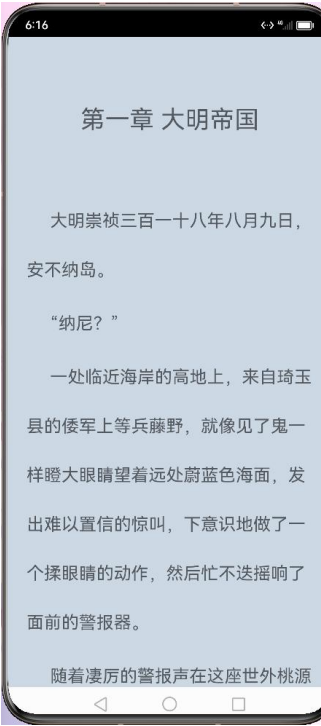 6:16
第一章 大明帝国
大明崇祯三百一十八年八月九日，
安不纳岛。
“纳尼？”
一处临近海岸的高地上，来自琦玉
县的倭军上等兵藤野，就像见了鬼一
样瞪大眼睛望着远处蔚蓝色海面，发
出难以置信的惊叫，下意识地做了一
个揉眼睛的动作，然后忙不迭摇响了
面前的警报器。
随着凄厉的警报声在这座世外桃源